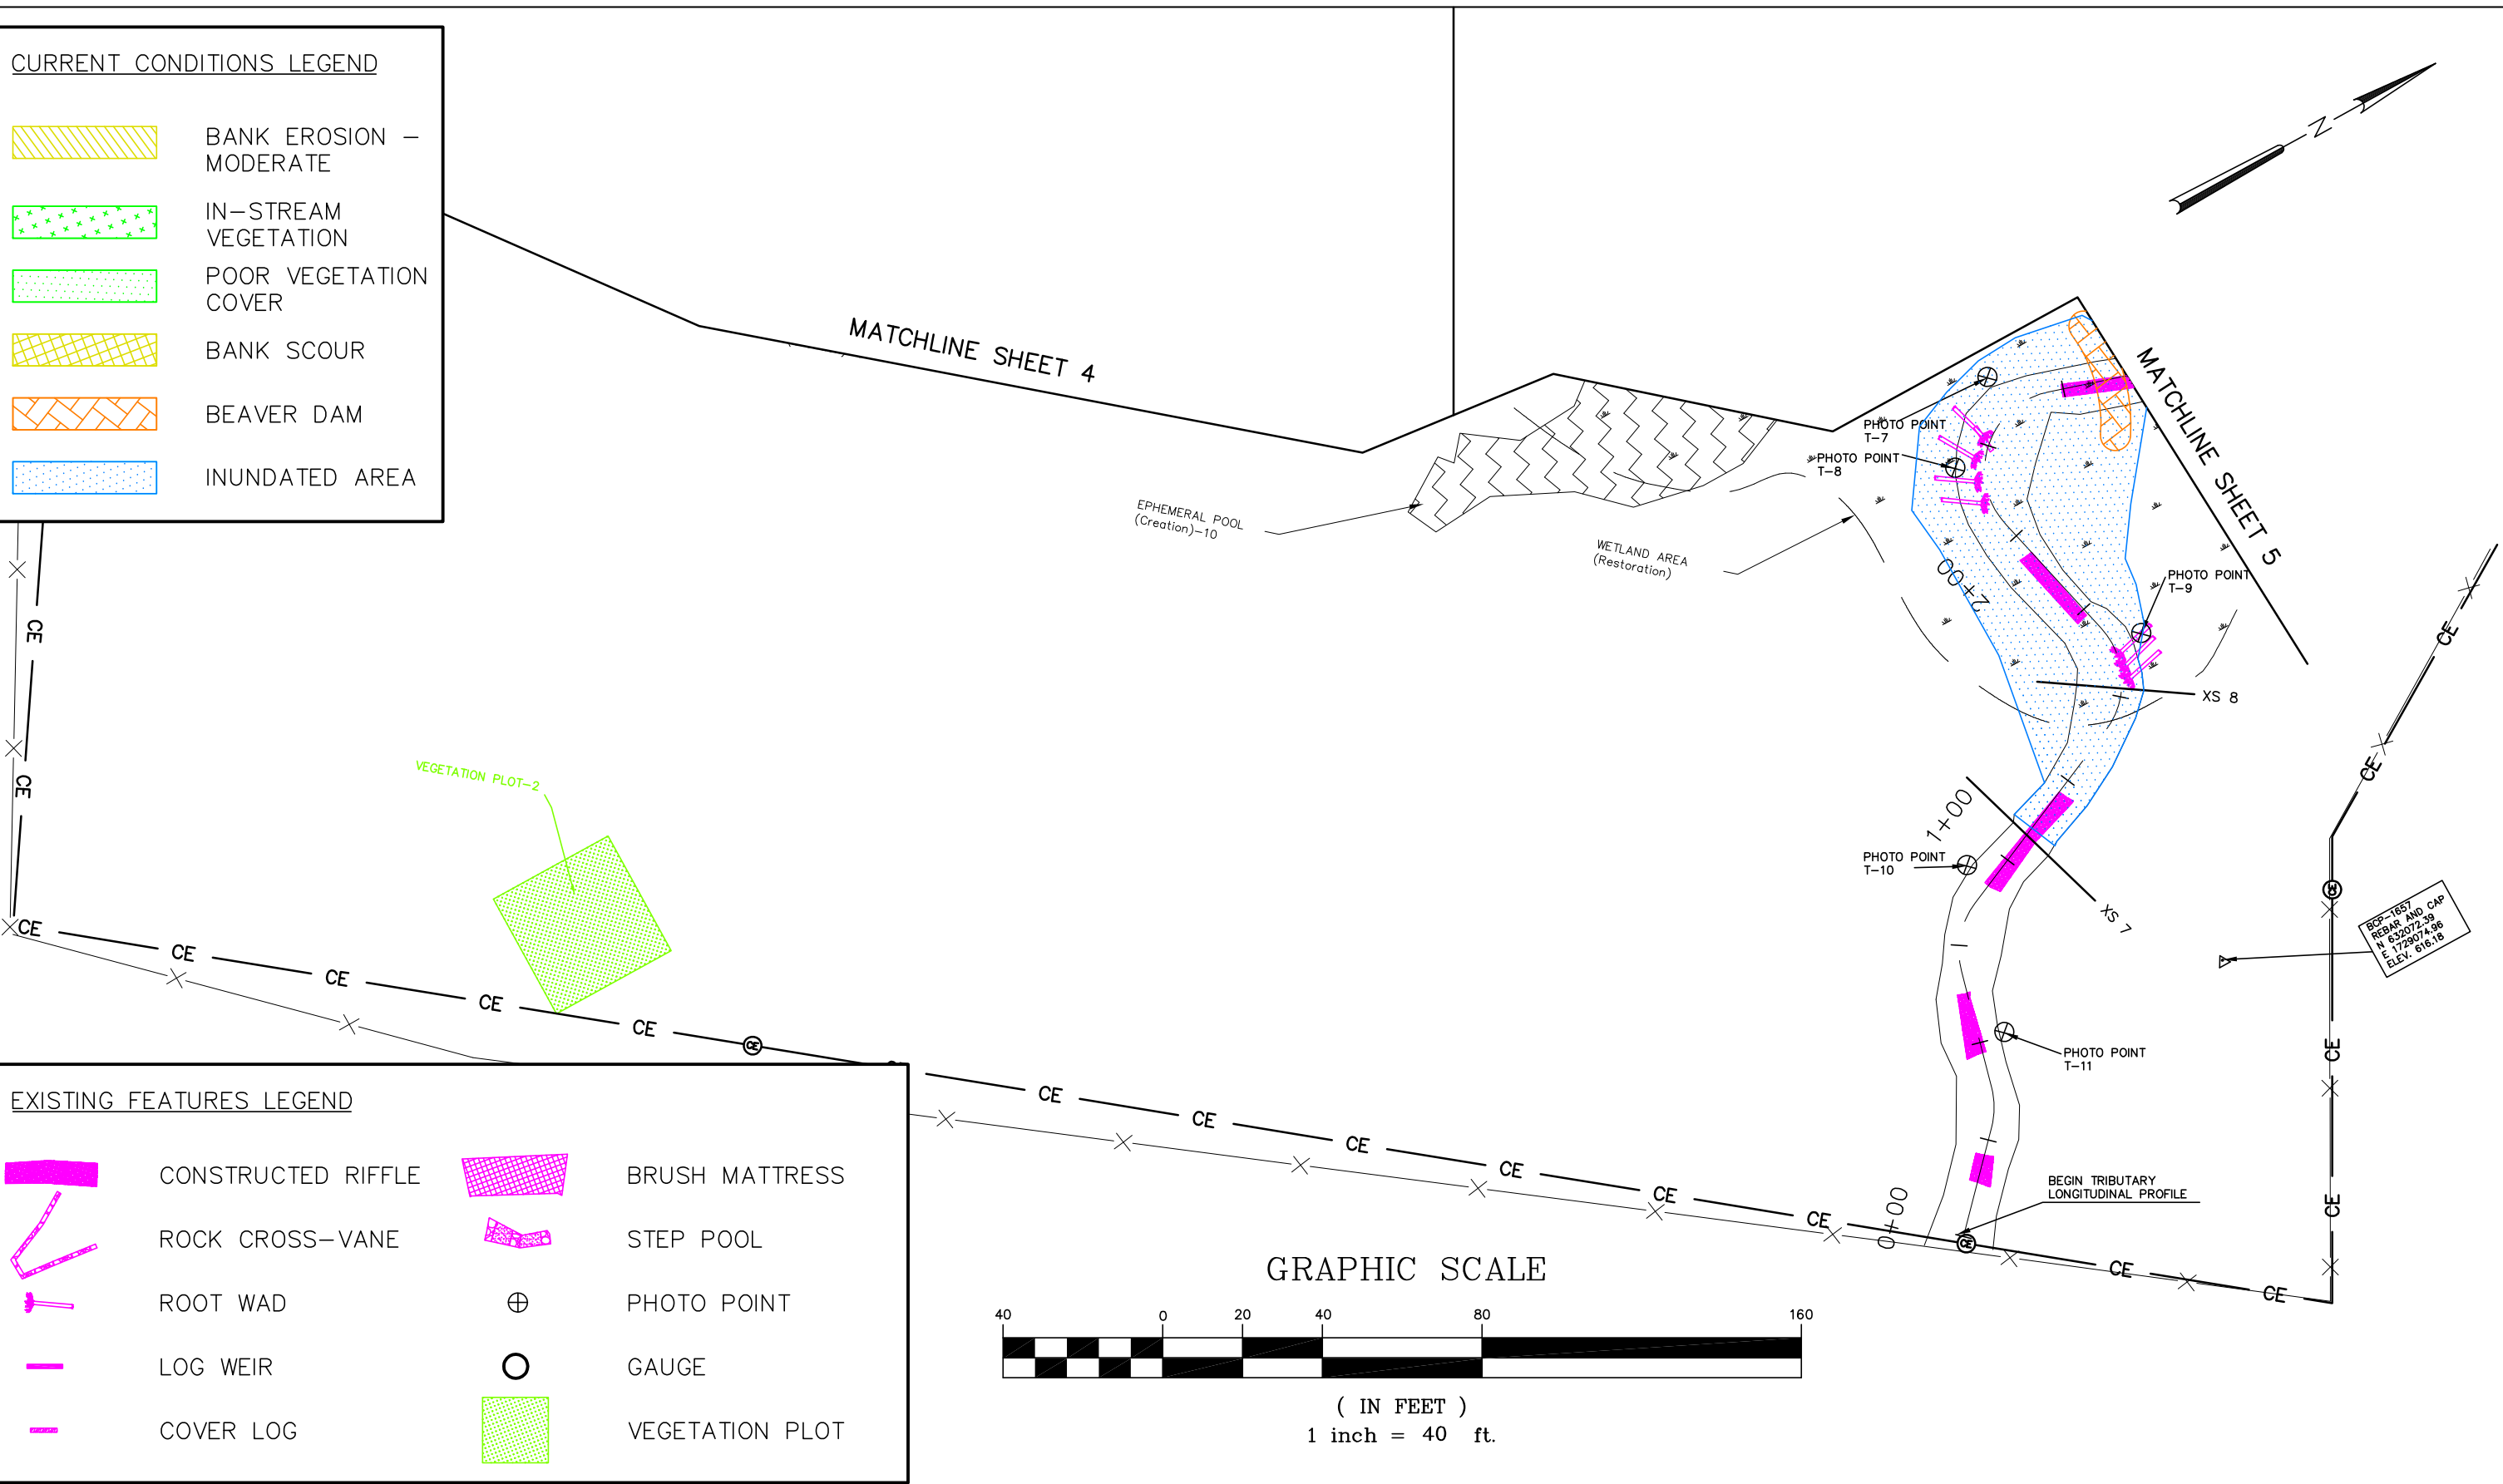 CURRENT CONDITIONS LEGEND
BANK EROSION –
MODERATE
IN–STREAM
VEGETATION
POOR VEGETATION
COVER
BANK SCOUR
BEAVER DAM
INUNDATED AREA
N
MATCHLINE SHEET 4
MATCHLINE SHEET 5
PHOTO POINT
T–7
PHOTO POINT
T–8
EPHEMERAL POOL
(Creation)–10
WETLAND AREA
(Restoration)
2+00
PHOTO POINT
T–9
XS 8
CE
CE
CE
CE
VEGETATION PLOT–2
1+00
PHOTO POINT
T–10
XS 7
CE
BCP–1657
REBAR AND CAP
N 632072.39
E 1729074.96
ELEV. 616.18
CE
CE
CE
CE
CE
CE
PHOTO POINT
T–11
CE
CE
CE
CE
CE
CE
CE
CE
BEGIN TRIBUTARY
LONGITUDINAL PROFILE
0+00
CE
CE
CE
EXISTING FEATURES LEGEND
CONSTRUCTED RIFFLE
BRUSH MATTRESS
ROCK CROSS–VANE
STEP POOL
ROOT WAD
PHOTO POINT
LOG WEIR
GAUGE
COVER LOG
VEGETATION PLOT
GRAPHIC SCALE
40 0 20 40 80 160
( IN FEET )
1 inch = 40 ft.